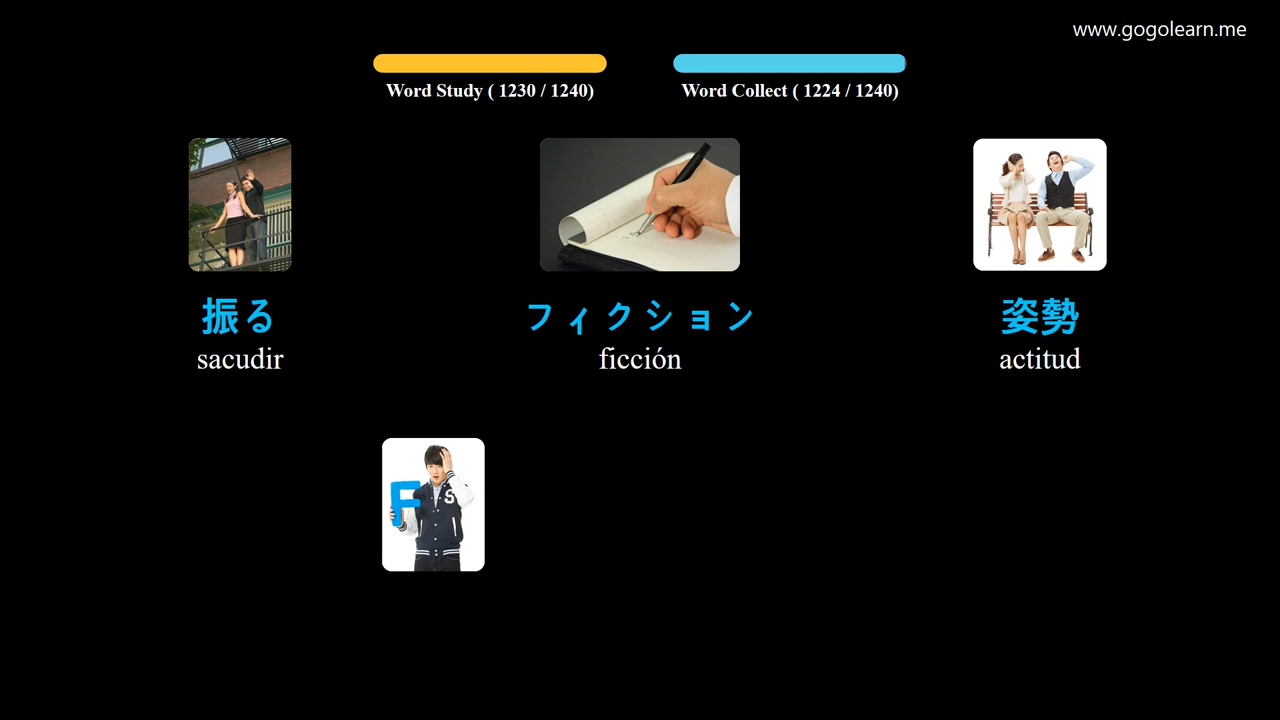 www.gogolearn.me
Word Study ( 1230 / 1240)
Word Collect ( 1224 / 1240)
振る
sacudir
フィクション
ficción
姿勢
actitud
F
S